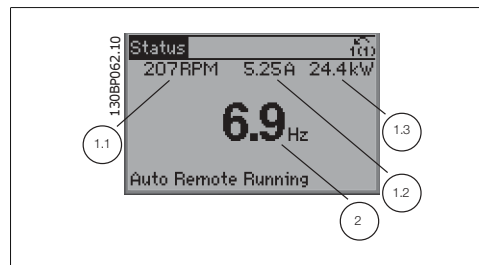 130BP062.10
Status
1(1)
207RPM 5.25A 24.4kW
6.9Hz
Auto Remote Running
1.1
1.3
1.2
2